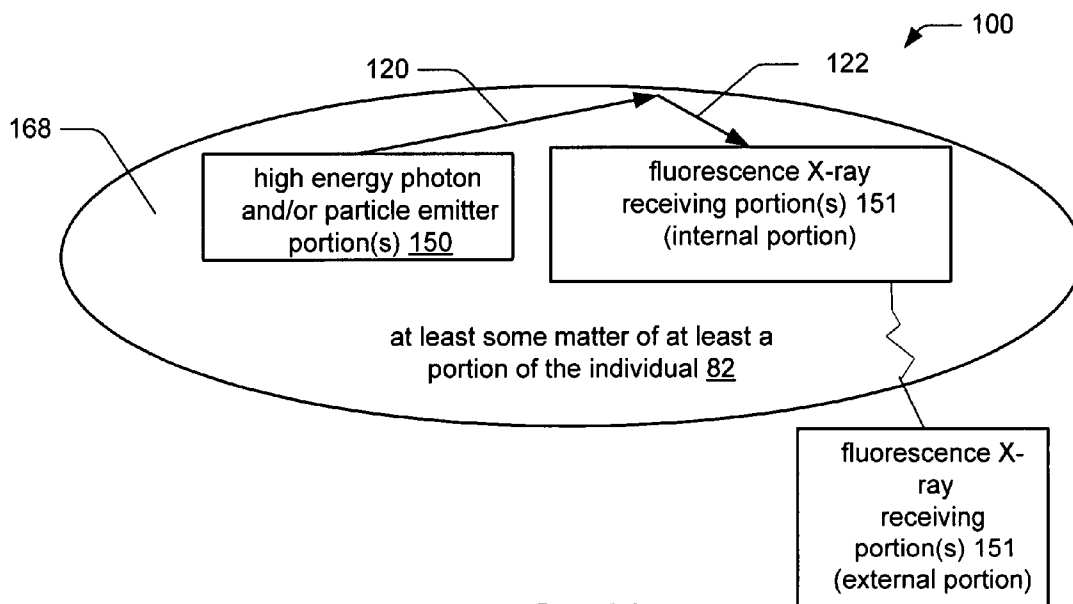 100
120
122
168
high energy photon
and/or particle emitter
portion(s) 150
fluorescence X-ray
receiving portion(s) 151
(internal portion)
at least some matter of at least a
portion of the individual 82
fluorescence X-
ray
receiving
portion(s) 151
(external portion)